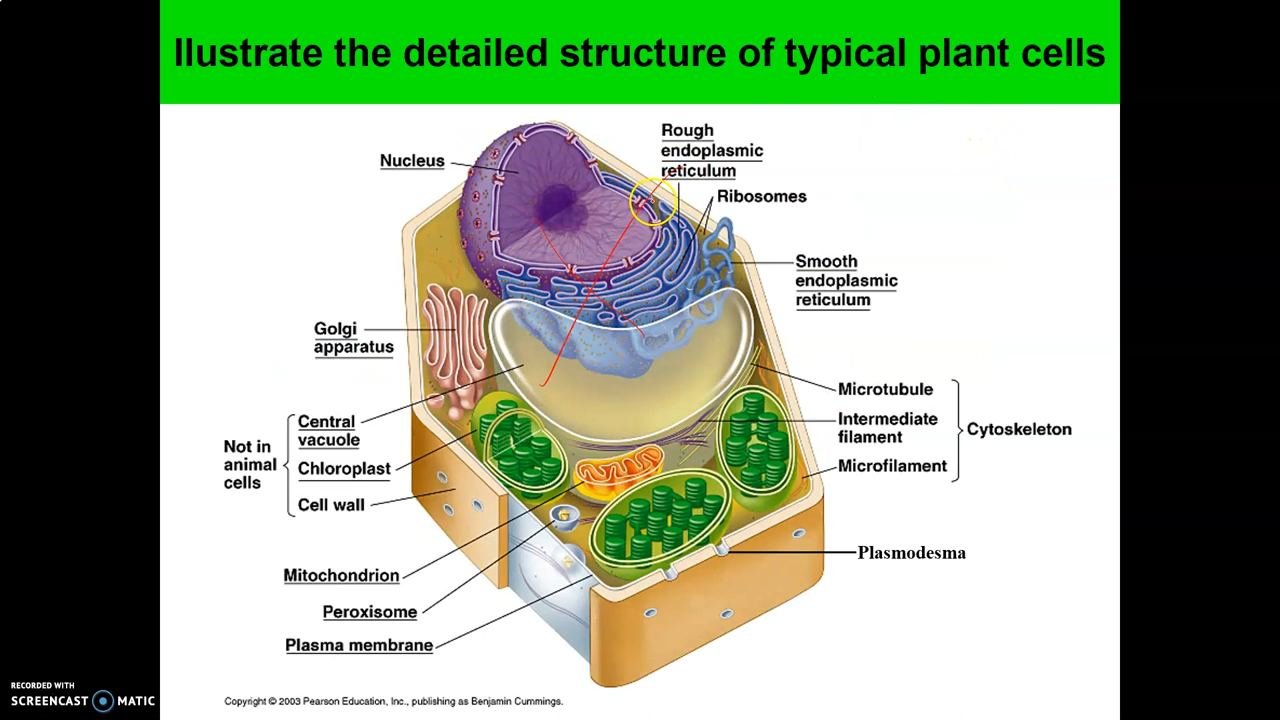 Ilustrate the detailed structure of typical plant cells
Rough
endoplasmic
reticulum
Nucleus
Ribosomes
Smooth
endoplasmic
reticulum
Golgi
apparatus
Microtubule
Intermediate
filament
Microfilament
Cytoskeleton
Not in
animal
cells
Central
vacuole
Chloroplast
Cell wall
Plasmodesma
Mitochondrion
Peroxisome
Plasma membrane
RECORDED WITH
SCREENCAST MATIC
Copyright © 2003 Pearson Education, Inc., publishing as Benjamin Cummings.